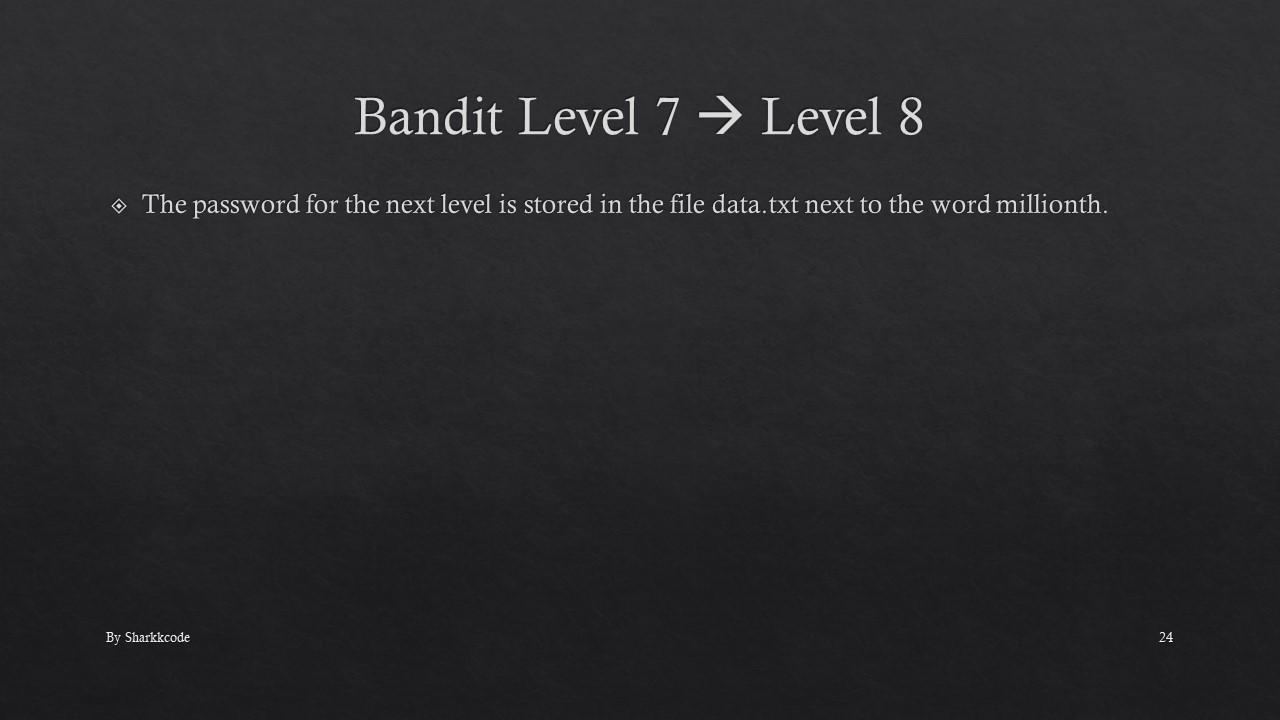 Bandit Level 7 → Level 8
The password for the next level is stored in the file data.txt next to the word millionth.
By Sharkkcode
24